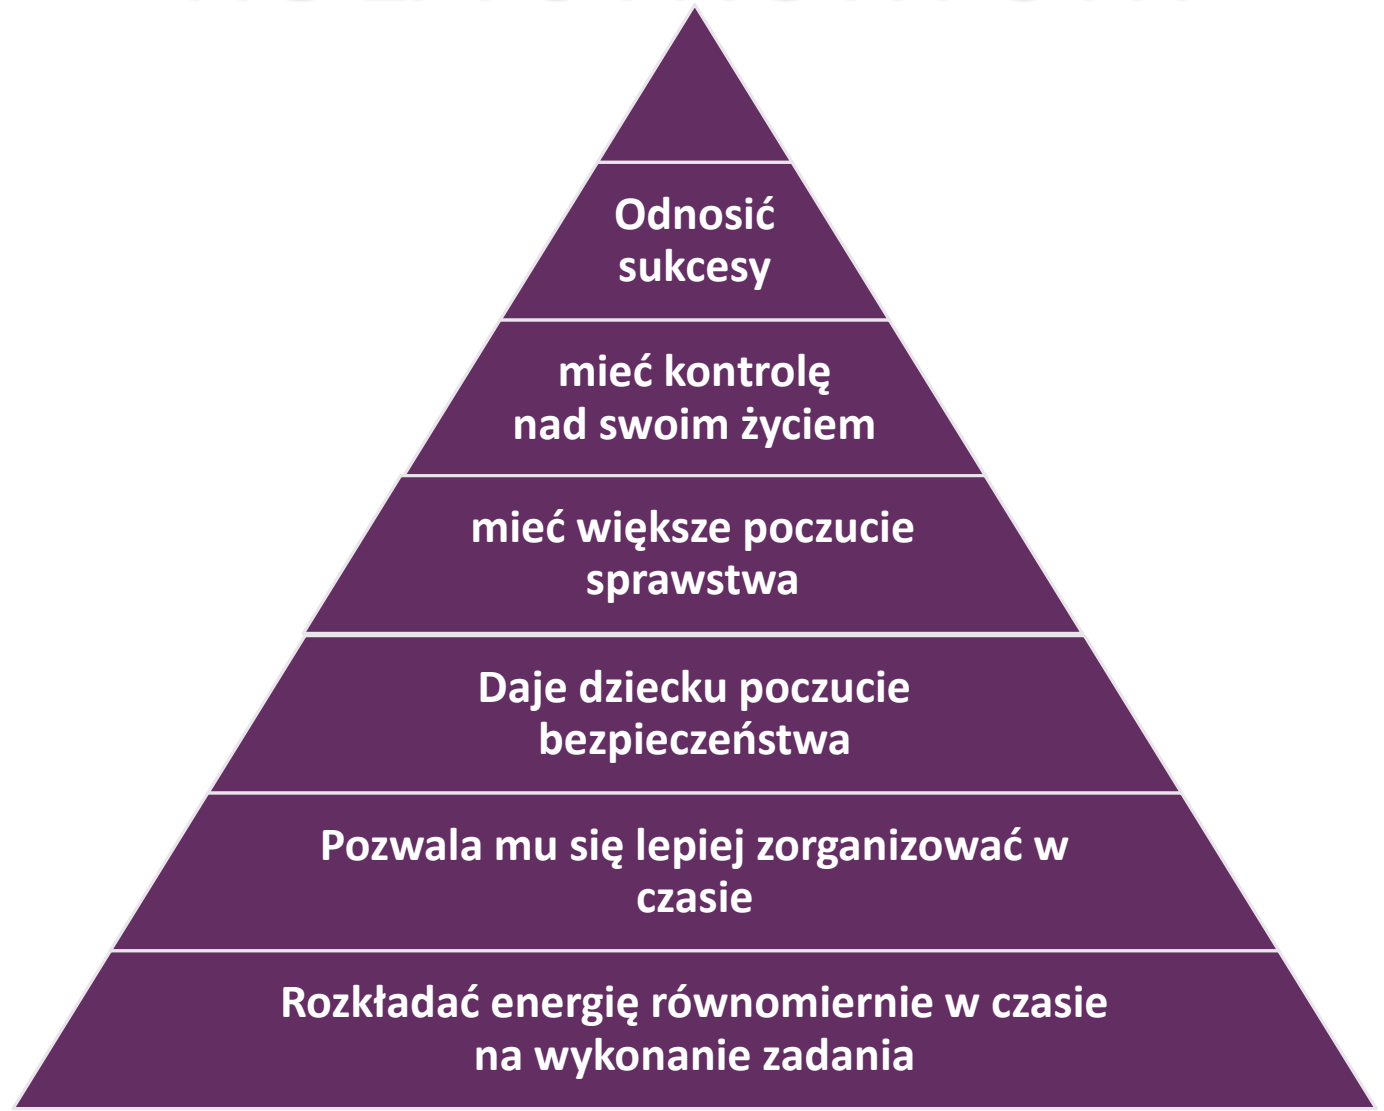 Odnosić
sukcesy
mieć kontrolę
nad swoim życiem
mieć większe poczucie
sprawstwa
Daje dziecku poczucie
bezpieczeństwa
Pozwala mu się lepiej zorganizować w
czasie
Rozkładać energię równomiernie w czasie
na wykonanie zadania